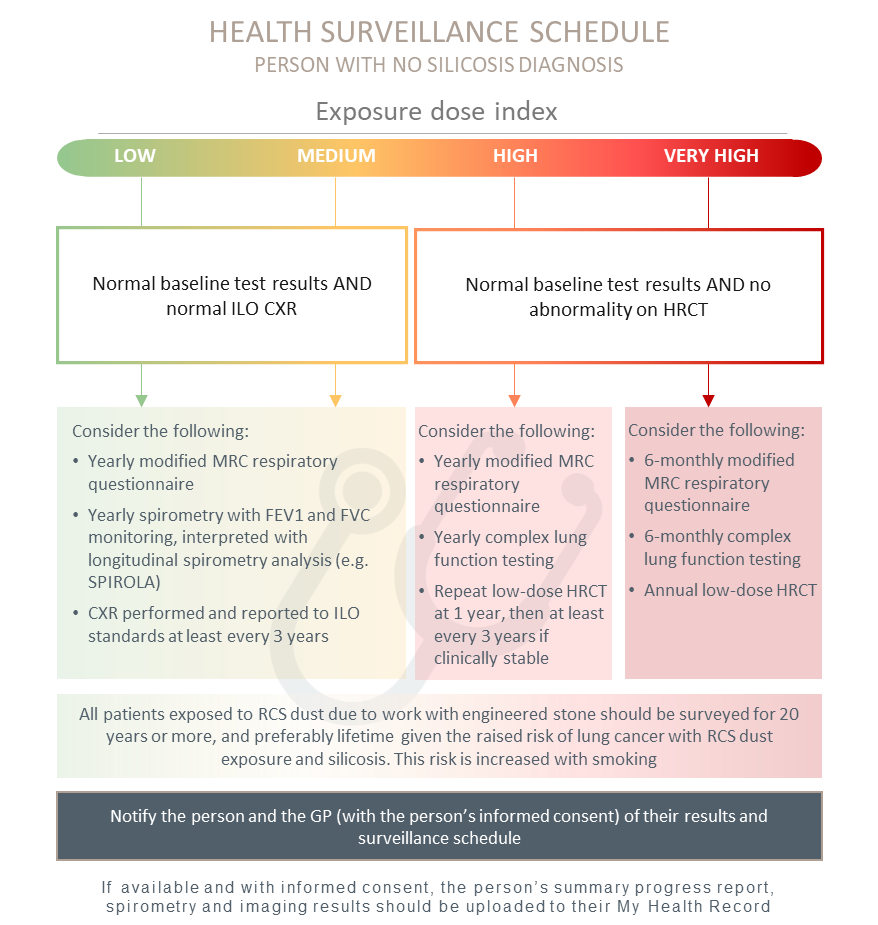 HEALTH SURVEILLANCE SCHEDULE
PERSON WITH NO SILICOSIS DIAGNOSIS
Exposure dose index
LOW
MEDIUM
HIGH
VERY HIGH
Normal baseline test results AND
normal ILO CXR
Normal baseline test results AND no
abnormality on HRCT
Consider the following:
• Yearly modified MRC respiratory
questionnaire
• Yearly spirometry with FEV1 and FVC
monitoring, interpreted with
longitudinal spirometry analysis (e.g.
SPIROLA)
• CXR performed and reported to ILO
standards at least every 3 years
Consider the following:
• Yearly modified MRC
respiratory
questionnaire
• Yearly complex lung
function testing
• Repeat low-dose HRCT
at 1 year, then at least
every 3 years if
clinically stable
Consider the following:
• 6-monthly modified
MRC respiratory
questionnaire
• 6-monthly complex
lung function testing
• Annual low-dose HRCT
All patients exposed to RCS dust due to work with engineered stone should be surveyed for 20
years or more, and preferably lifetime given the raised risk of lung cancer with RCS dust
exposure and silicosis. This risk is increased with smoking
Notify the person and the GP (with the person's informed consent) of their results and
surveillance schedule
If available and with informed consent, the person's summary progress report,
spirometry and imaging results should be uploaded to their My Health Record